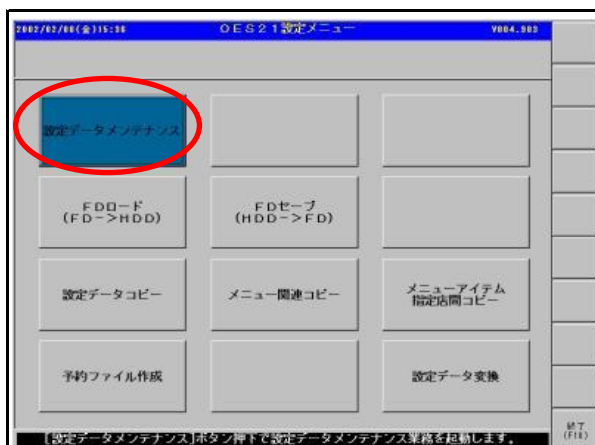 2002/02/08(金)15:36 OES21設定メニュー V004.903
設定データメンテナンス
FDロード
(FD->HDD)
FDセーブ
(HDD->FD)
設定データコピー
メニュー関連コピー
メニューアイテム
指定店間コピー
予約ファイル作成
設定データ変換
[設定データメンテナンス]ボタン押下で設定データメンテナンス業務を起動します。
終了
(F10)